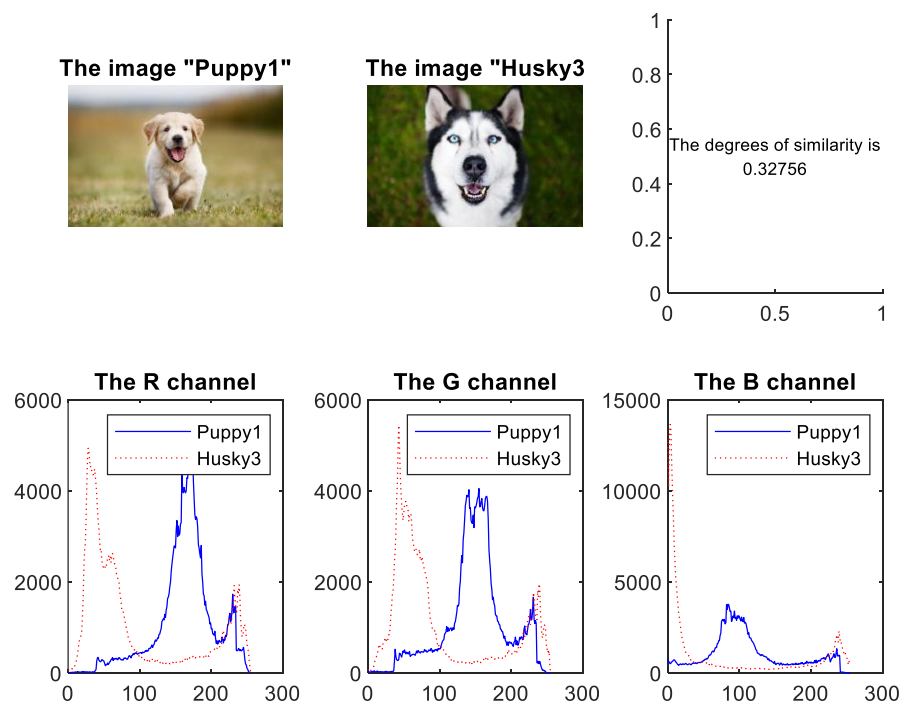 The image "Puppy1"
The image "Husky3
1
0.8
0.6
0.4
0.2
0
0
0.5
1
The degrees of similarity is
0.32756
The R channel
6000
4000
2000
0
0
100
200
300
Puppy1
Husky3
The G channel
6000
4000
2000
0
0
100
200
300
Puppy1
Husky3
The B channel
15000
10000
5000
0
0
100
200
300
Puppy1
Husky3